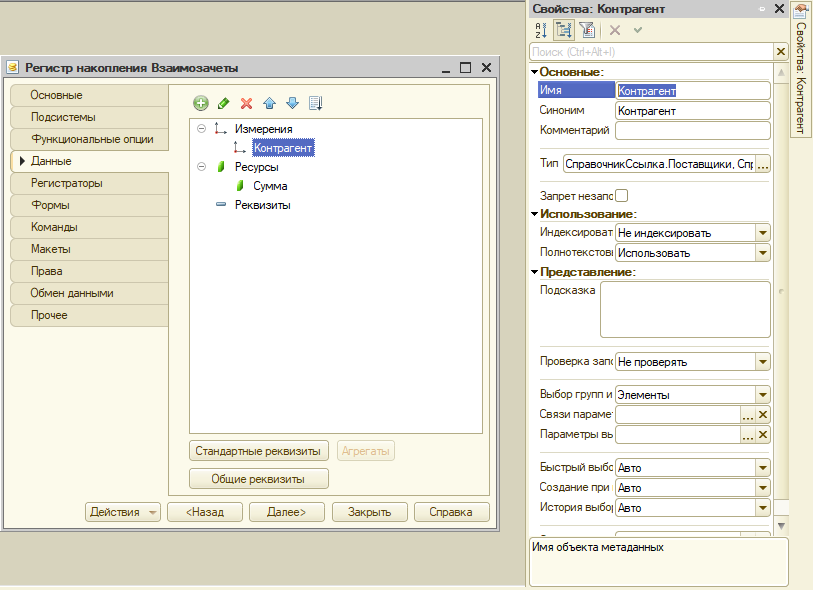 Регистр накопления Взаимозачеты
Основные
Подсистемы
Функциональные опции
Данные
Регистраторы
Формы
Команды
Макеты
Права
Обмен данными
Прочее
Измерения
Контрагент
Ресурсы
Сумма
Реквизиты
Стандартные реквизиты
Агрегаты
Общие реквизиты
Действия
<Назад
Далее>
Закрыть
Справка
Свойства: Контрагент
Поиск (Ctrl+Alt+I)
Основные:
Имя Контрагент
Синоним Контрагент
Комментарий
Тип СправочникСсылка.Поставщики, Спр ...
Запрет незапо
Использование:
Индексироват Не индексировать
Полнотекстовы Использовать
Представление:
Подсказка
Проверка запо Не проверять
Выбор групп и Элементы
Связи парамет ...
Параметры вы ...
Быстрый выбо Авто
Создание при Авто
История выбор Авто
Имя объекта метаданных
Свойства: Контрагент